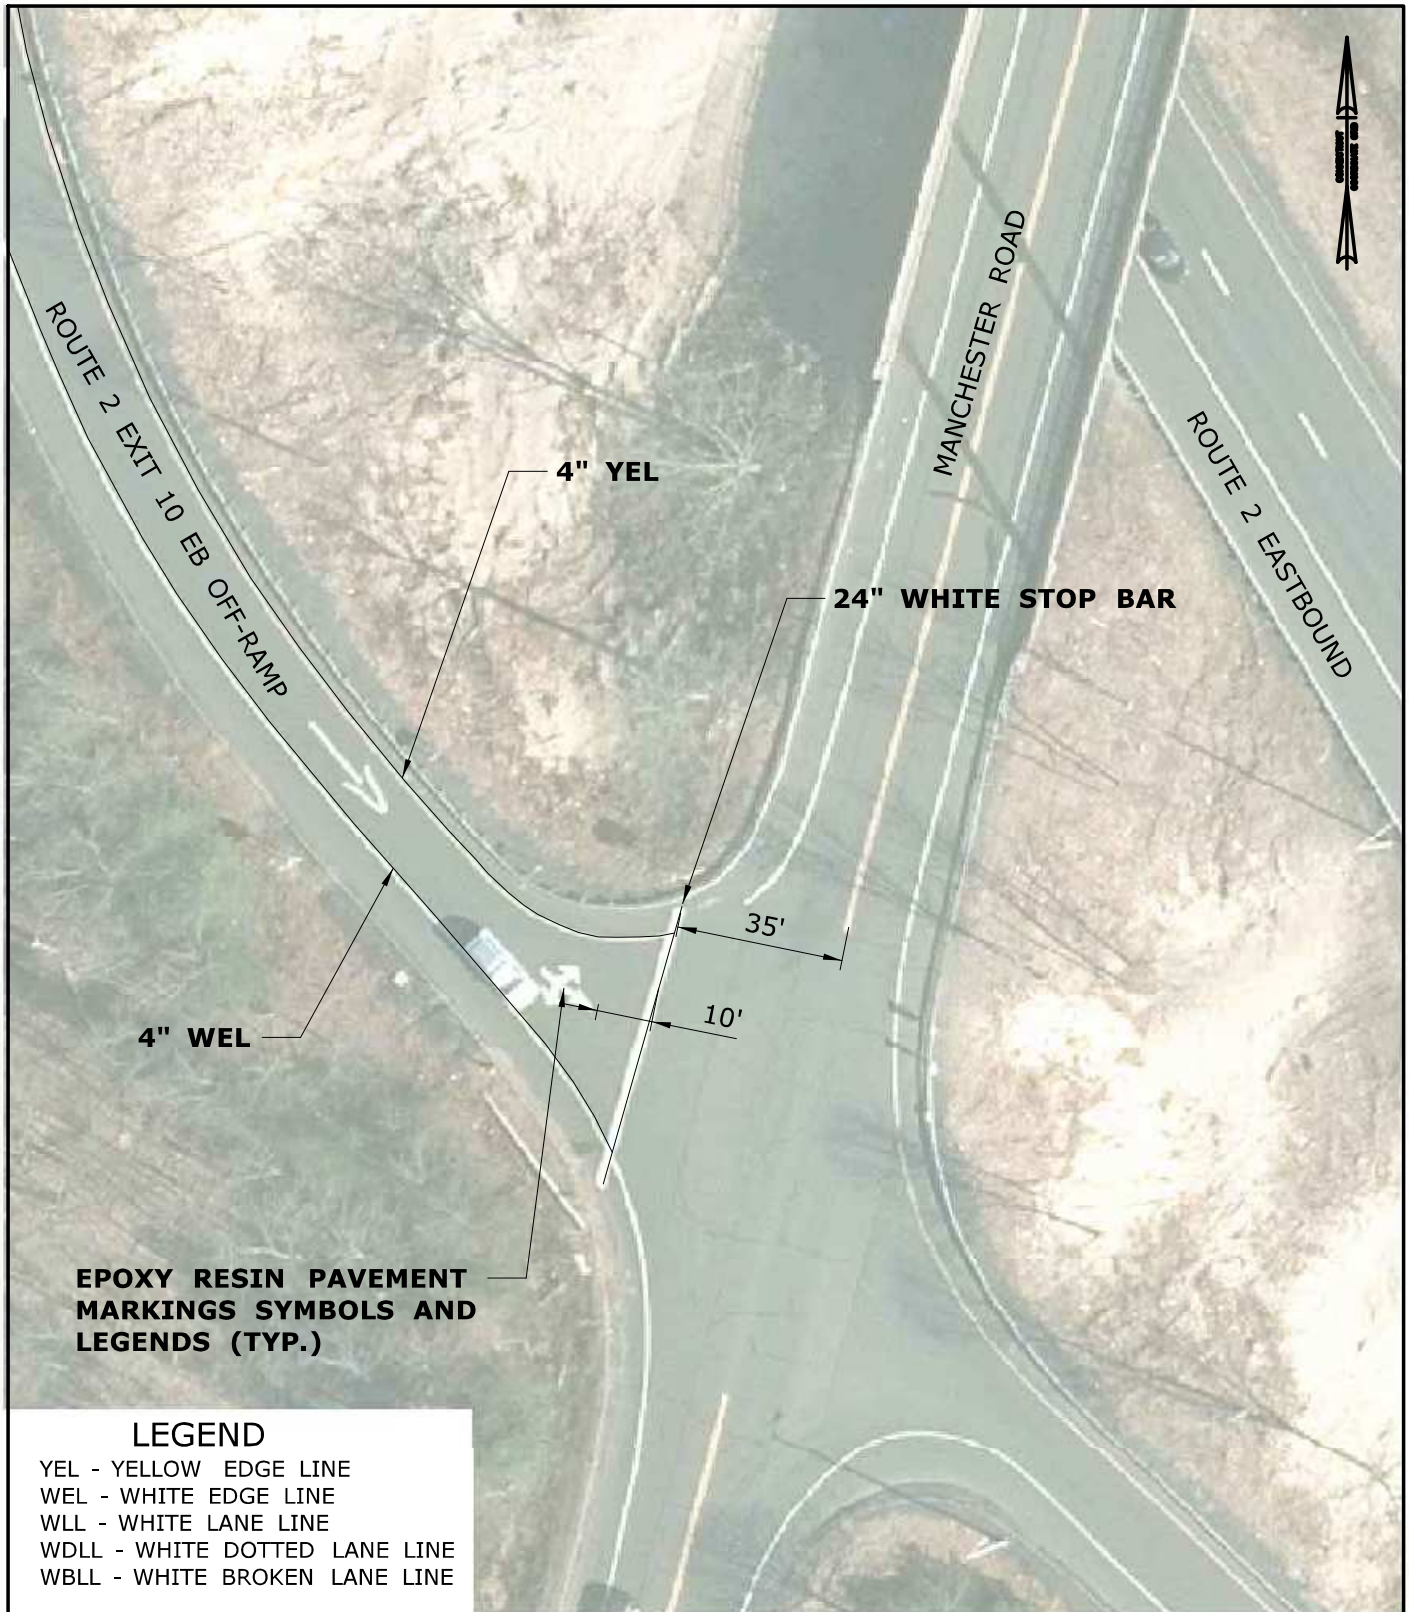 MANCHESTER ROAD
ROUTE 2 EXIT 10 EB OFF-RAMP
ROUTE 2 EASTBOUND
4" YEL
24" WHITE STOP BAR
35'
10'
4" WEL
EPOXY RESIN PAVEMENT
MARKINGS SYMBOLS AND
LEGENDS (TYP.)
LEGEND
YEL - YELLOW EDGE LINE
WEL - WHITE EDGE LINE
WLL - WHITE LANE LINE
WDLL - WHITE DOTTED LANE LINE
WBLL - WHITE BROKEN LANE LINE